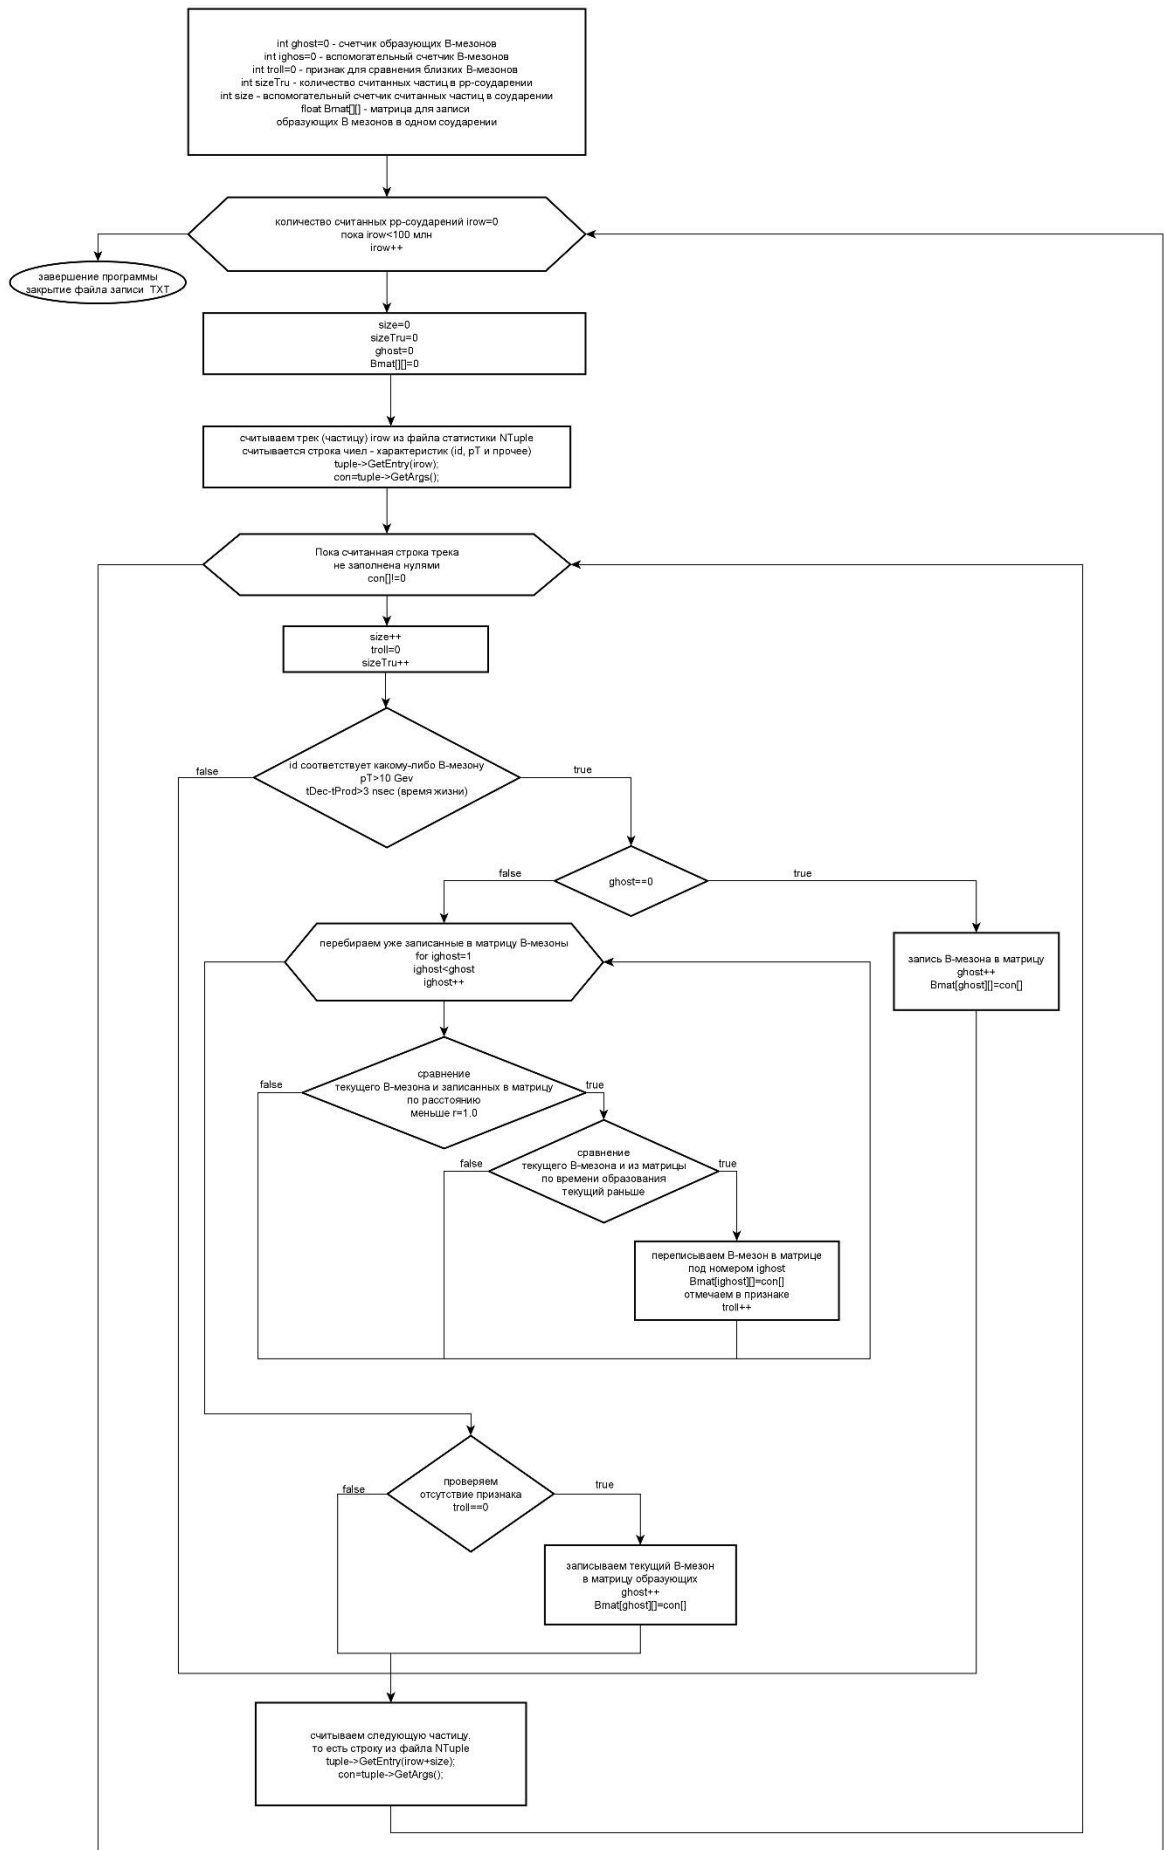 int ghost=0 - счетчик образующих B-мезонов
int ighos=0 - вспомогательный счетчик B-мезонов
int troll=0 - признак для сравнения близких B-мезонов
int sizeTru - количество считанных частиц в pp-соударении
int size - вспомогательный счетчик считанных частиц в соударении
float Bmat[][] - матрица для записи
образующих B мезонов в одном соударении
количество считанных pp-соударений irow=0
пока irow<100 млн
irow++
завершение программы
закрытие файла записи TXT
size=0
sizeTru=0
ghost=0
Bmat[][]=0
считываем трек (частицу) irow из файла статистики NTuple
считывается строка чиел - характеристик (id, pT и прочее)
tuple->GetEntry(irow);
con=tuple->GetArgs();
Пока считанная строка трека
не заполнена нулями
con[]!=0
size++
troll=0
sizeTru++
id соответствует какому-либо B-мезону
pT>10 Gev
tDec-tProd>3 nsec (время жизни)
false
true
ghost==0
false
true
перебираем уже записанные в матрицу B-мезоны
for ighost=1
ighost<ghost
ighost++
запись B-мезона в матрицу
ghost++
Bmat[ghost][]=con[]
сравнение
текущего B-мезона и записанных в матрицу
по расстоянию
меньше r=1.0
false
true
сравнение
текущего B-мезона и из матрицы
по времени образования
текущий раньше
false
true
переписываем B-мезон в матрице
под номером ighost
Bmat[ighost][]=con[]
отмечаем в признаке
troll++
проверяем
отсутствие признака
troll==0
false
true
записываем текущий B-мезон
в матрицу образующих
ghost++
Bmat[ghost][]=con[]
считываем следующую частицу,
то есть строку из файла NTuple
tuple->GetEntry(irow+size);
con=tuple->GetArgs();